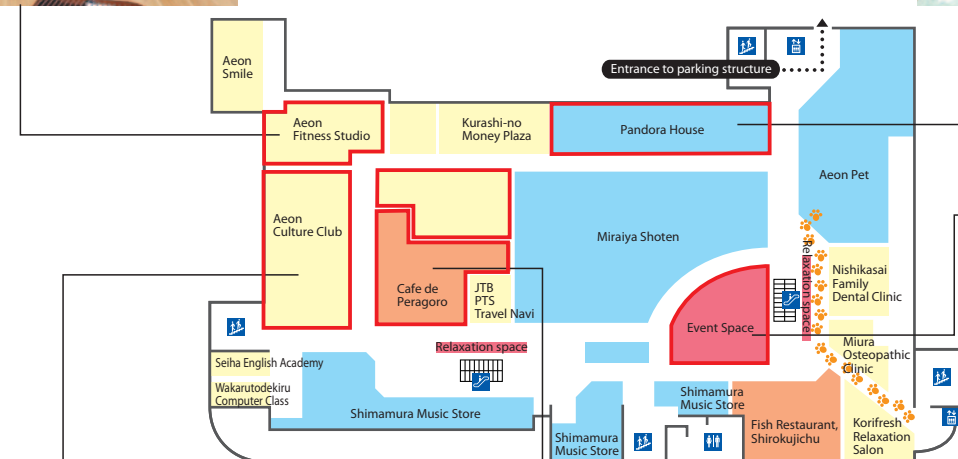 Aeon
Smile
Entrance to parking structure
Aeon
Fitness Studio
Kurashi-no
Money Plaza
Pandora House
Aeon Pet
Aeon
Culture Club
Miraiya Shoten
Relaxation space
Cafe de
Peragoro
JTB
PTS
Travel Navi
Nishikasai
Family
Dental Clinic
Event Space
Relaxation space
Miura
Osteopathic
Clinic
Seiha English Academy
Wakarutodekiru
Computer Class
Shimamura Music Store
Shimamura
Music Store
Shimamura
Music Store
Fish Restaurant,
Shirokujichu
Korifresh
Relaxation
Salon